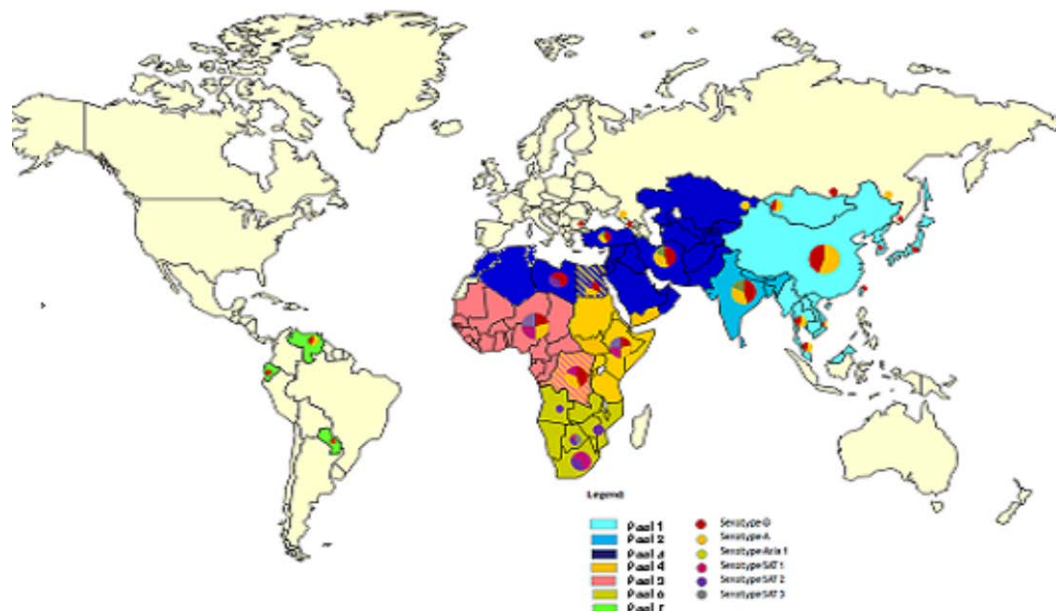 Legend:
Pool 1
Pool 2
Pool 3
Pool 4
Pool 5
Pool 6
Pool 7
Serotype O
Serotype A
Serotype Asia 1
Serotype SAT 1
Serotype SAT 2
Serotype SAT 3